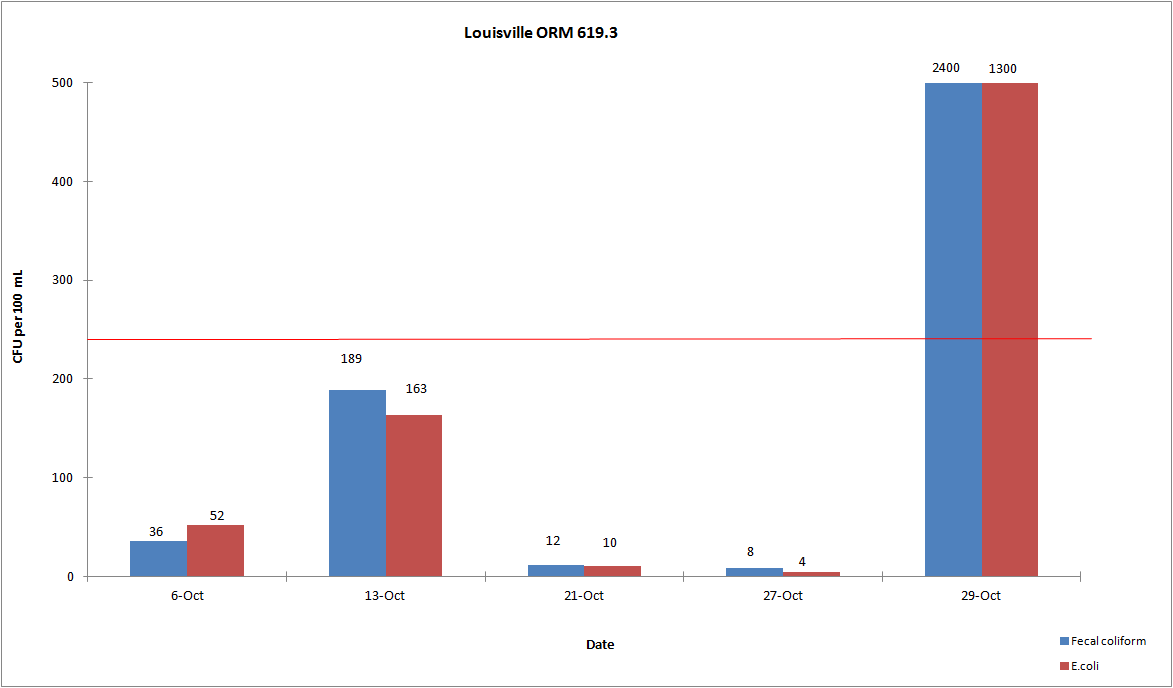 Louisville ORM 619.3
2400 1300
500
400
300
200
100
0
CFU per 100 mL
189
163
36
52
12
10
8
4
6-Oct 13-Oct 21-Oct 27-Oct 29-Oct
Date
Fecal coliform
E.coli